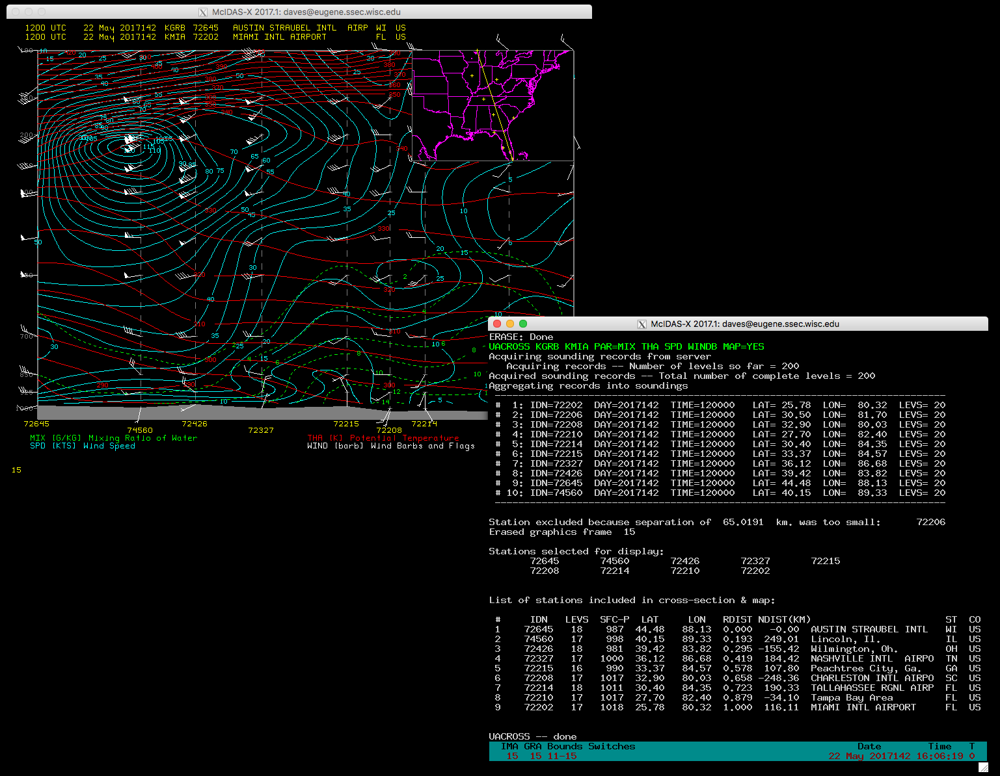 McIDAS-X 2017.1: daves@eugene.ssec.wisc.edu
1200 UTC 22 May 2017142 KGRB 72645 AUSTIN STRAUBEL INTL AIRP WI US
1200 UTC 22 May 2017142 KMIA 72202 MIAMI INTL AIRPORT FL US
200
700
850
925
1000
72645 74560 72426 72327 72215 72208 72214
MIX [G/KG] Mixing Ratio of Water THA [K] Potential Temperature
SPD [KTS] Wind Speed WIND [barb] Wind Barbs and Flags
15
McIDAS-X 2017.1: daves@eugene.ssec.wisc.edu
ERASE: Done
UACROSS KGRB KMIA PAR=MIX THA SPD WINDB MAP=YES
Acquiring sounding records from server
Acquiring records -- Number of levels so far = 200
Acquired sounding records -- Total number of complete levels = 200
Aggregating records into soundings
# 1: IDN=72202 DAY=2017142 TIME=120000 LAT= 25.78 LON= 80.32 LEVS= 20
# 2: IDN=72206 DAY=2017142 TIME=120000 LAT= 30.50 LON= 81.70 LEVS= 20
# 3: IDN=72208 DAY=2017142 TIME=120000 LAT= 32.90 LON= 80.03 LEVS= 20
# 4: IDN=72210 DAY=2017142 TIME=120000 LAT= 27.70 LON= 82.40 LEVS= 20
# 5: IDN=72214 DAY=2017142 TIME=120000 LAT= 30.40 LON= 84.35 LEVS= 20
# 6: IDN=72215 DAY=2017142 TIME=120000 LAT= 33.37 LON= 84.57 LEVS= 20
# 7: IDN=72327 DAY=2017142 TIME=120000 LAT= 36.12 LON= 86.68 LEVS= 20
# 8: IDN=72426 DAY=2017142 TIME=120000 LAT= 39.42 LON= 83.82 LEVS= 20
# 9: IDN=72645 DAY=2017142 TIME=120000 LAT= 44.48 LON= 88.13 LEVS= 20
# 10: IDN=74560 DAY=2017142 TIME=120000 LAT= 40.15 LON= 89.33 LEVS= 20
Station excluded because separation of 65.0191 km. was too small: 72206
Erased graphics frame 15
Stations selected for display:
72645 74560 72426 72327 72215
72208 72214 72210 72202
List of stations included in cross-section & map:
# IDN LEVS SFC-P LAT LON RDIST NDIST(KM) ST CO
1 72645 18 987 44.48 88.13 0.000 -0.00 AUSTIN STRAUBEL INTL WI US
2 74560 17 998 40.15 89.33 0.193 249.01 Lincoln, Il. IL US
3 72426 18 981 39.42 83.82 0.295 -155.42 Wilmington, Oh. OH US
4 72327 17 1000 36.12 86.68 0.419 184.42 NASHVILLE INTL AIRPO TN US
5 72215 16 990 33.37 84.57 0.578 107.80 Peachtree City, Ga. GA US
6 72208 17 1017 32.90 80.03 0.658 -248.36 CHARLESTON INTL AIRPO SC US
7 72214 18 1011 30.40 84.35 0.723 190.33 TALLAHASSEE RGNL AIRP FL US
8 72210 17 1017 27.70 82.40 0.879 -34.10 Tampa Bay Area FL US
9 72202 17 1018 25.78 80.32 1.000 116.11 MIAMI INTL AIRPORT FL US
UACROSS -- done
IMA GRA Bounds Switches Date Time T
15 15 11-15 22 May 2017142 16:06:19 0